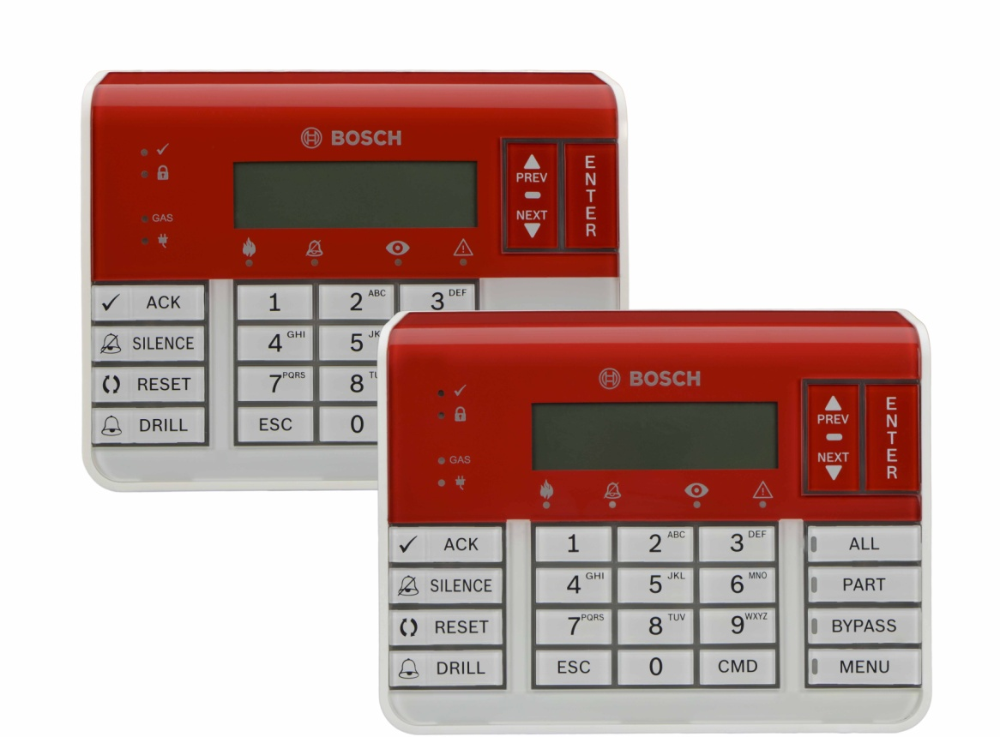 BOSCH
PREV
NEXT
ENTER
GAS
ACK
SILENCE
RESET
DRILL
1
2 ABC
3 DEF
4 GHI
5 JK
7 PQRS
8 TU
ESC
0
BOSCH
PREV
NEXT
ENTER
GAS
ACK 1 2 ABC 3 DEF ALL
SILENCE 4 GHI 5 JKL 6 MNO PART
RESET 7 PQRS 8 TUV 9 WXYZ BYPASS
DRILL ESC 0 CMD MENU